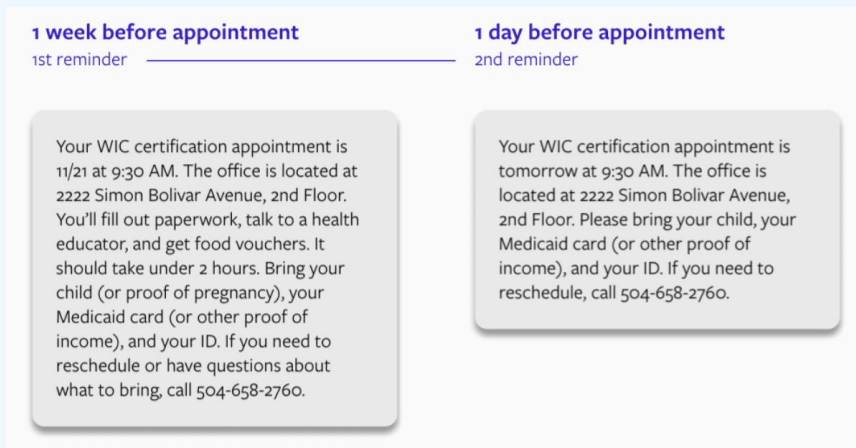 1 week before appointment
1st reminder
Your WIC certification appointment is
11/21 at 9:30 AM. The office is located at
2222 Simon Bolivar Avenue, 2nd Floor.
You'll fill out paperwork, talk to a health
educator, and get food vouchers. It
should take under 2 hours. Bring your
child (or proof of pregnancy), your
Medicaid card (or other proof of
income), and your ID. If you need to
reschedule or have questions about
what to bring, call 504-658-2760.
1 day before appointment
2nd reminder
Your WIC certification appointment is
tomorrow at 9:30 AM. The office is
located at 2222 Simon Bolivar Avenue,
2nd Floor. Please bring your child, your
Medicaid card (or other proof of
income), and your ID. If you need to
reschedule, call 504-658-2760.